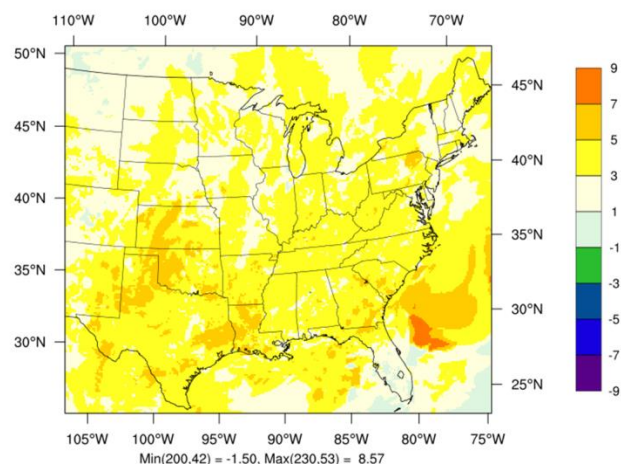 110°W 100°W 90°W 80°W 70°W
50°N
45°N
45°N
40°N
40°N
35°N
35°N
30°N
30°N
25°N
105°W 100°W 95°W 90°W 85°W 80°W 75°W
Min(200,42) = -1.50, Max(230,53) = 8.57
9
7
5
3
1
-1
-3
-5
-7
-9